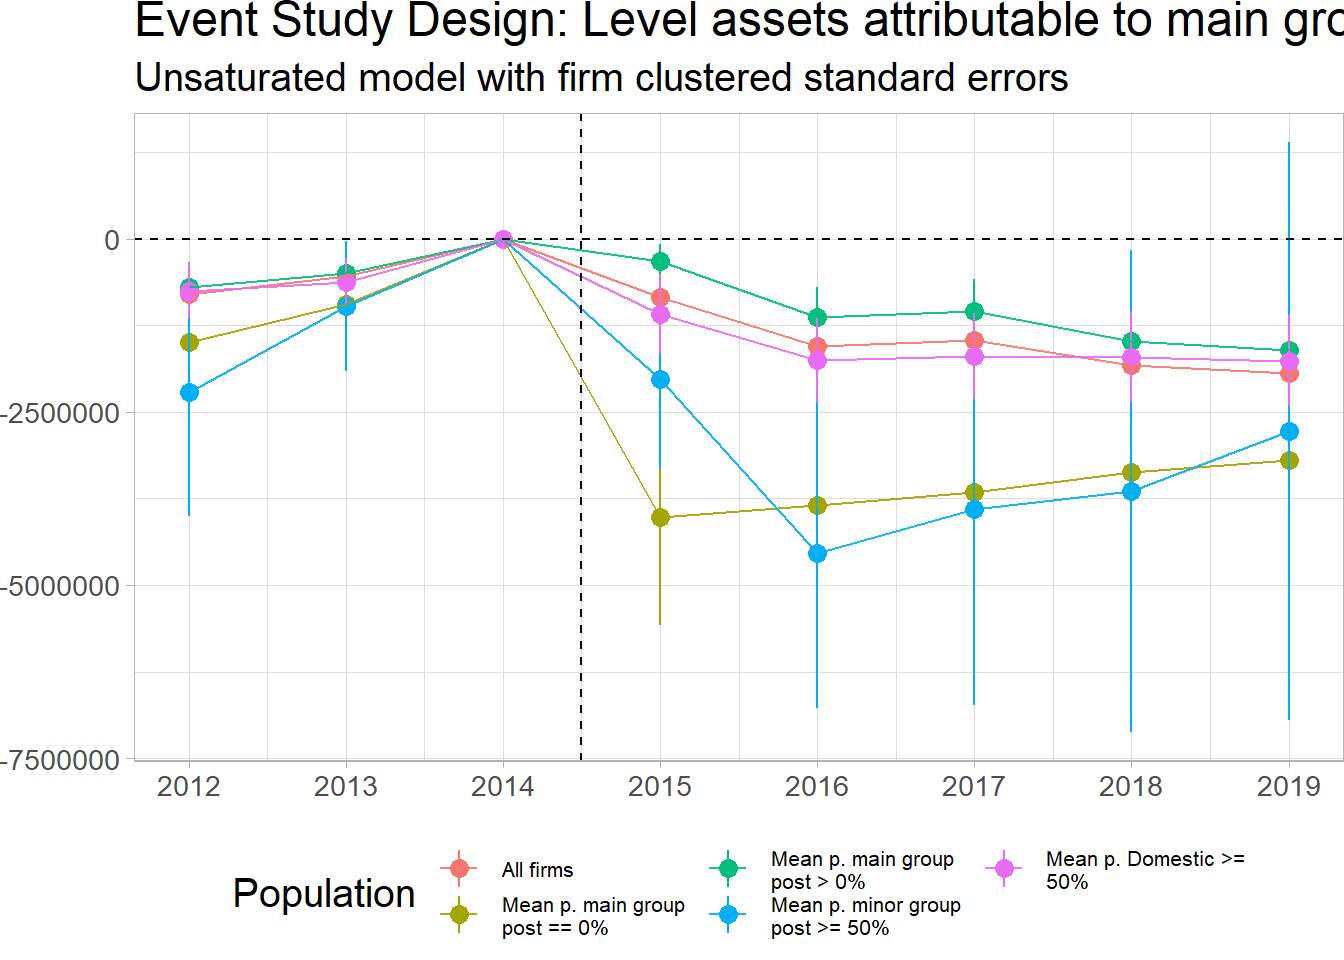 Event Study Design: Level assets attributable to main gro
Unsaturated model with firm clustered standard errors
0
-2500000
-5000000
-7500000
2012 2013 2014 2015 2016 2017 2018 2019
Population
All firms
Mean p. main group
post == 0%
Mean p. main group
post > 0%
Mean p. minor group
post >= 50%
Mean p. Domestic >=
50%